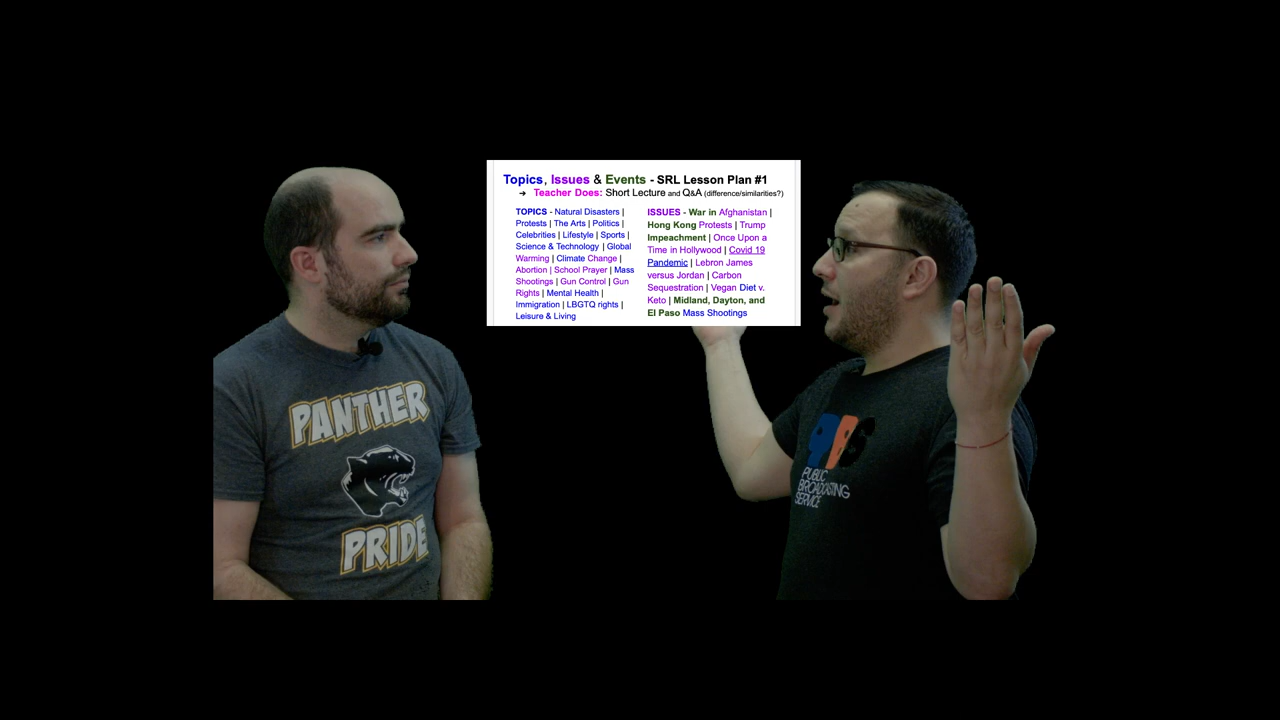 Topics, Issues & Events - SRL Lesson Plan #1
➔ Teacher Does: Short Lecture and Q&A (difference/similarities?)
TOPICS - Natural Disasters |
Protests | The Arts | Politics |
Celebrities | Lifestyle | Sports |
Science & Technology | Global
Warming | Climate Change |
Abortion | School Prayer | Mass
Shootings | Gun Control | Gun
Rights | Mental Health |
Immigration | LBGTQ rights |
Leisure & Living
ISSUES - War in Afghanistan |
Hong Kong Protests | Trump
Impeachment | Once Upon a
Time in Hollywood | Covid 19
Pandemic | Lebron James
versus Jordan | Carbon
Sequestration | Vegan Diet v.
Keto | Midland, Dayton, and
El Paso Mass Shootings
PANTHER
PRIDE
PBS
PUBLIC
BROADCASTING
SERVICE